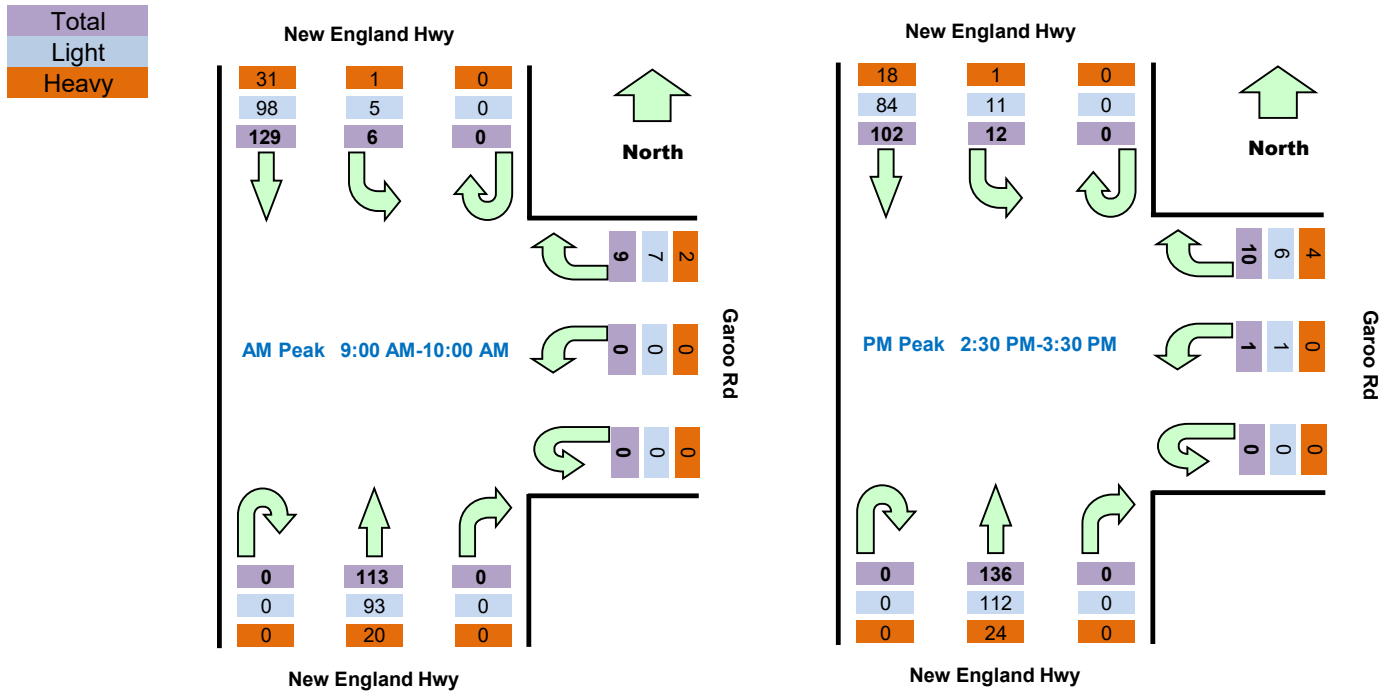 Total
Light
Heavy
New England Hwy
31 1 0
98 5 0
129 6 0
North
9 7 2
AM Peak 9:00 AM-10:00 AM
0 0 0
Garoo Rd
0 0 0
0 113 0
0 93 0
0 20 0
New England Hwy
New England Hwy
18 1 0
84 11 0
102 12 0
North
10 6 4
PM Peak 2:30 PM-3:30 PM
1 1 0
Garoo Rd
0 0 0
0 136 0
0 112 0
0 24 0
New England Hwy